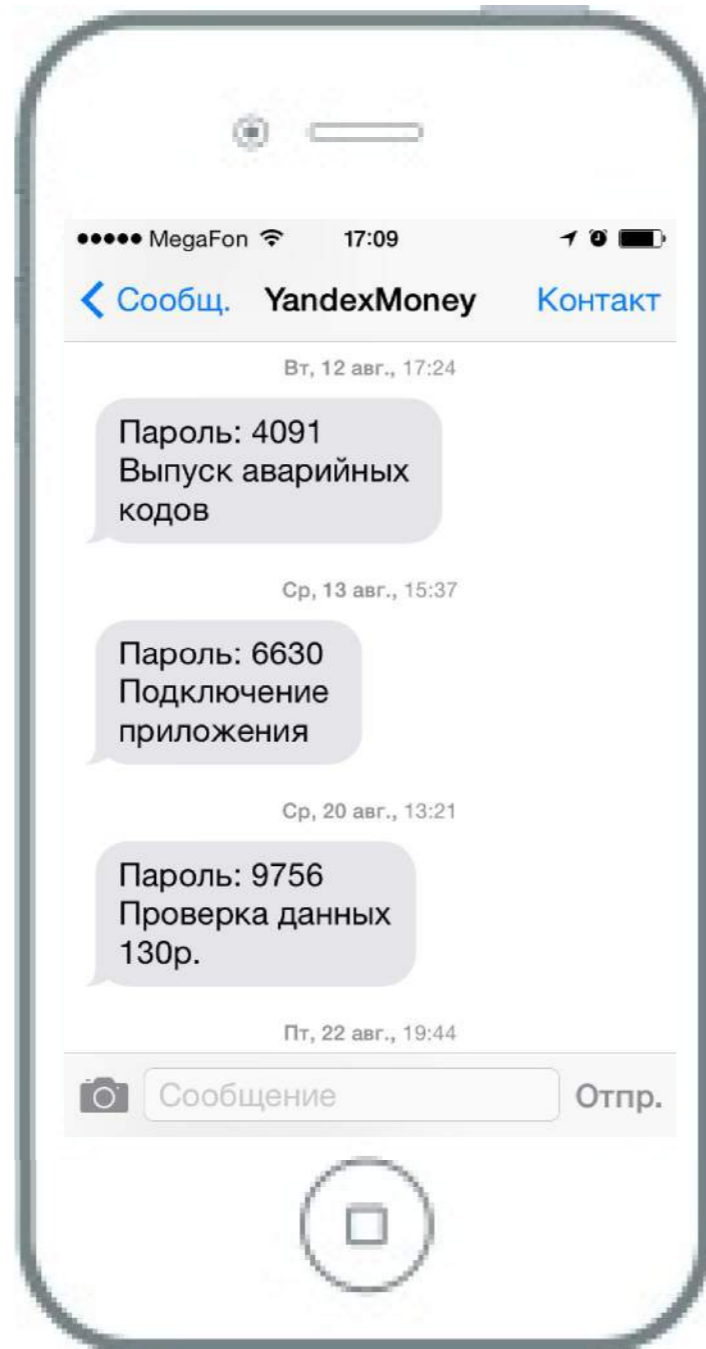 MegaFon 17:09
Сообщ. YandexMoney Контакт
Вт, 12 авг., 17:24
Пароль: 4091
Выпуск аварийных
кодов
Ср, 13 авг., 15:37
Пароль: 6630
Подключение
приложения
Ср, 20 авг., 13:21
Пароль: 9756
Проверка данных
130р.
Пт, 22 авг., 19:44
Сообщение Отпр.